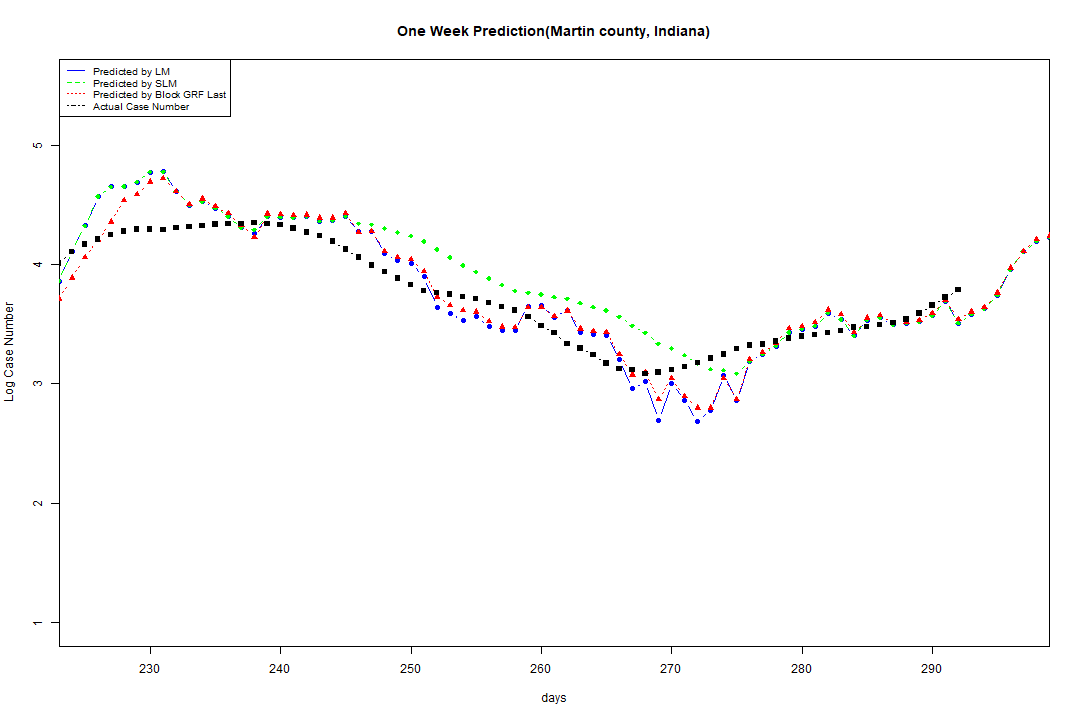 One Week Prediction(Martin county, Indiana)
Predicted by LM
Predicted by SLM
Predicted by Block GRF Last
Actual Case Number
5
4
3
2
1
Log Case Number
230 240 250 260 270 280 290
days